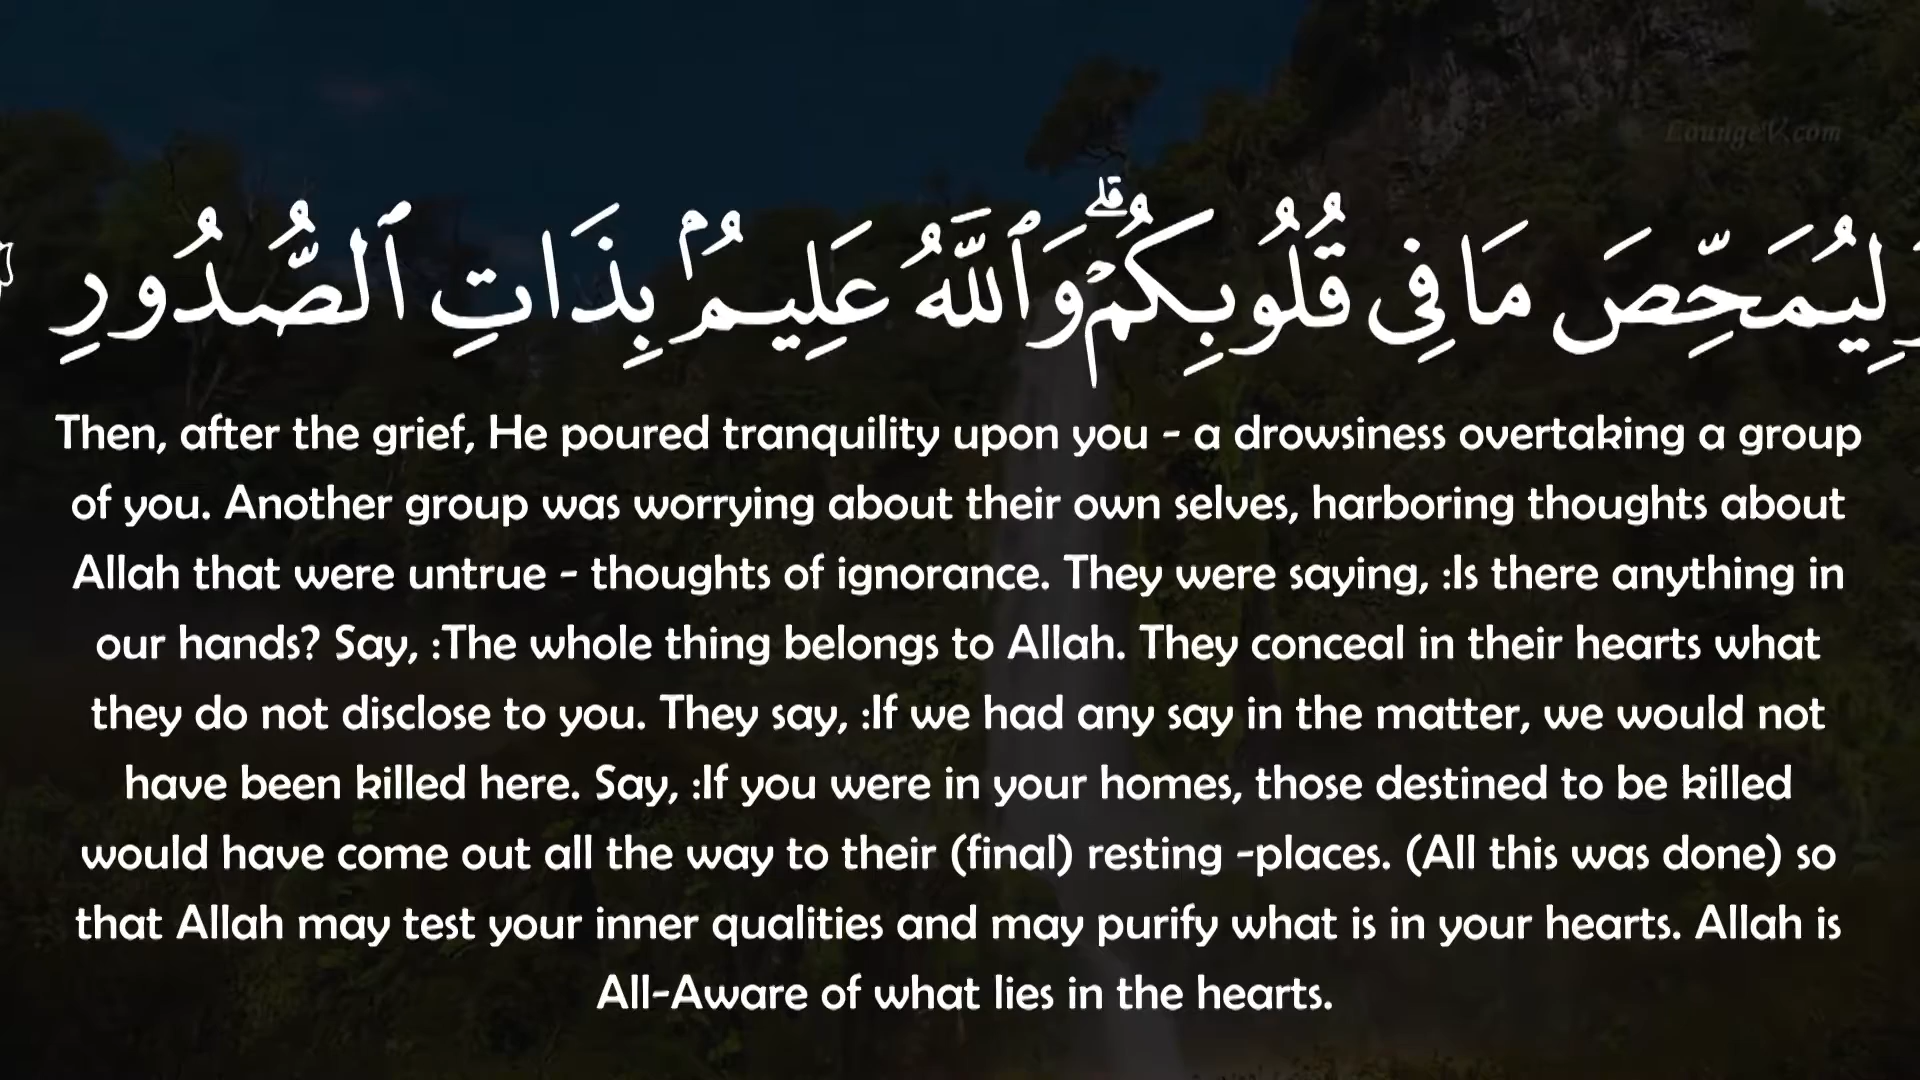 LoungeV.com
وَلِيُمَحِّصَ مَا فِى قُلُوبِكُمْ ۗ وَٱللَّهُ عَلِيمٌۢ بِذَاتِ ٱلصُّدُورِ
Then, after the grief, He poured tranquility upon you - a drowsiness overtaking a group
of you. Another group was worrying about their own selves, harboring thoughts about
Allah that were untrue - thoughts of ignorance. They were saying, :Is there anything in
our hands? Say, :The whole thing belongs to Allah. They conceal in their hearts what
they do not disclose to you. They say, :If we had any say in the matter, we would not
have been killed here. Say, :If you were in your homes, those destined to be killed
would have come out all the way to their (final) resting -places. (All this was done) so
that Allah may test your inner qualities and may purify what is in your hearts. Allah is
All-Aware of what lies in the hearts.